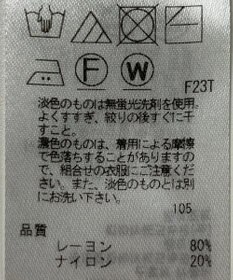 F W
F23T
淡色のものは無蛍光洗剤を使用。
よくすすぎ、絞りの後すぐに干
すこと。
濃色のものは、着用による摩擦
で色落ちすることがありますの
で、組合せの衣服にご注意くだ
さい。また、淡色のものとは別
にお洗い下さい。
105
品質
レーヨン 80%
ナイロン 20%